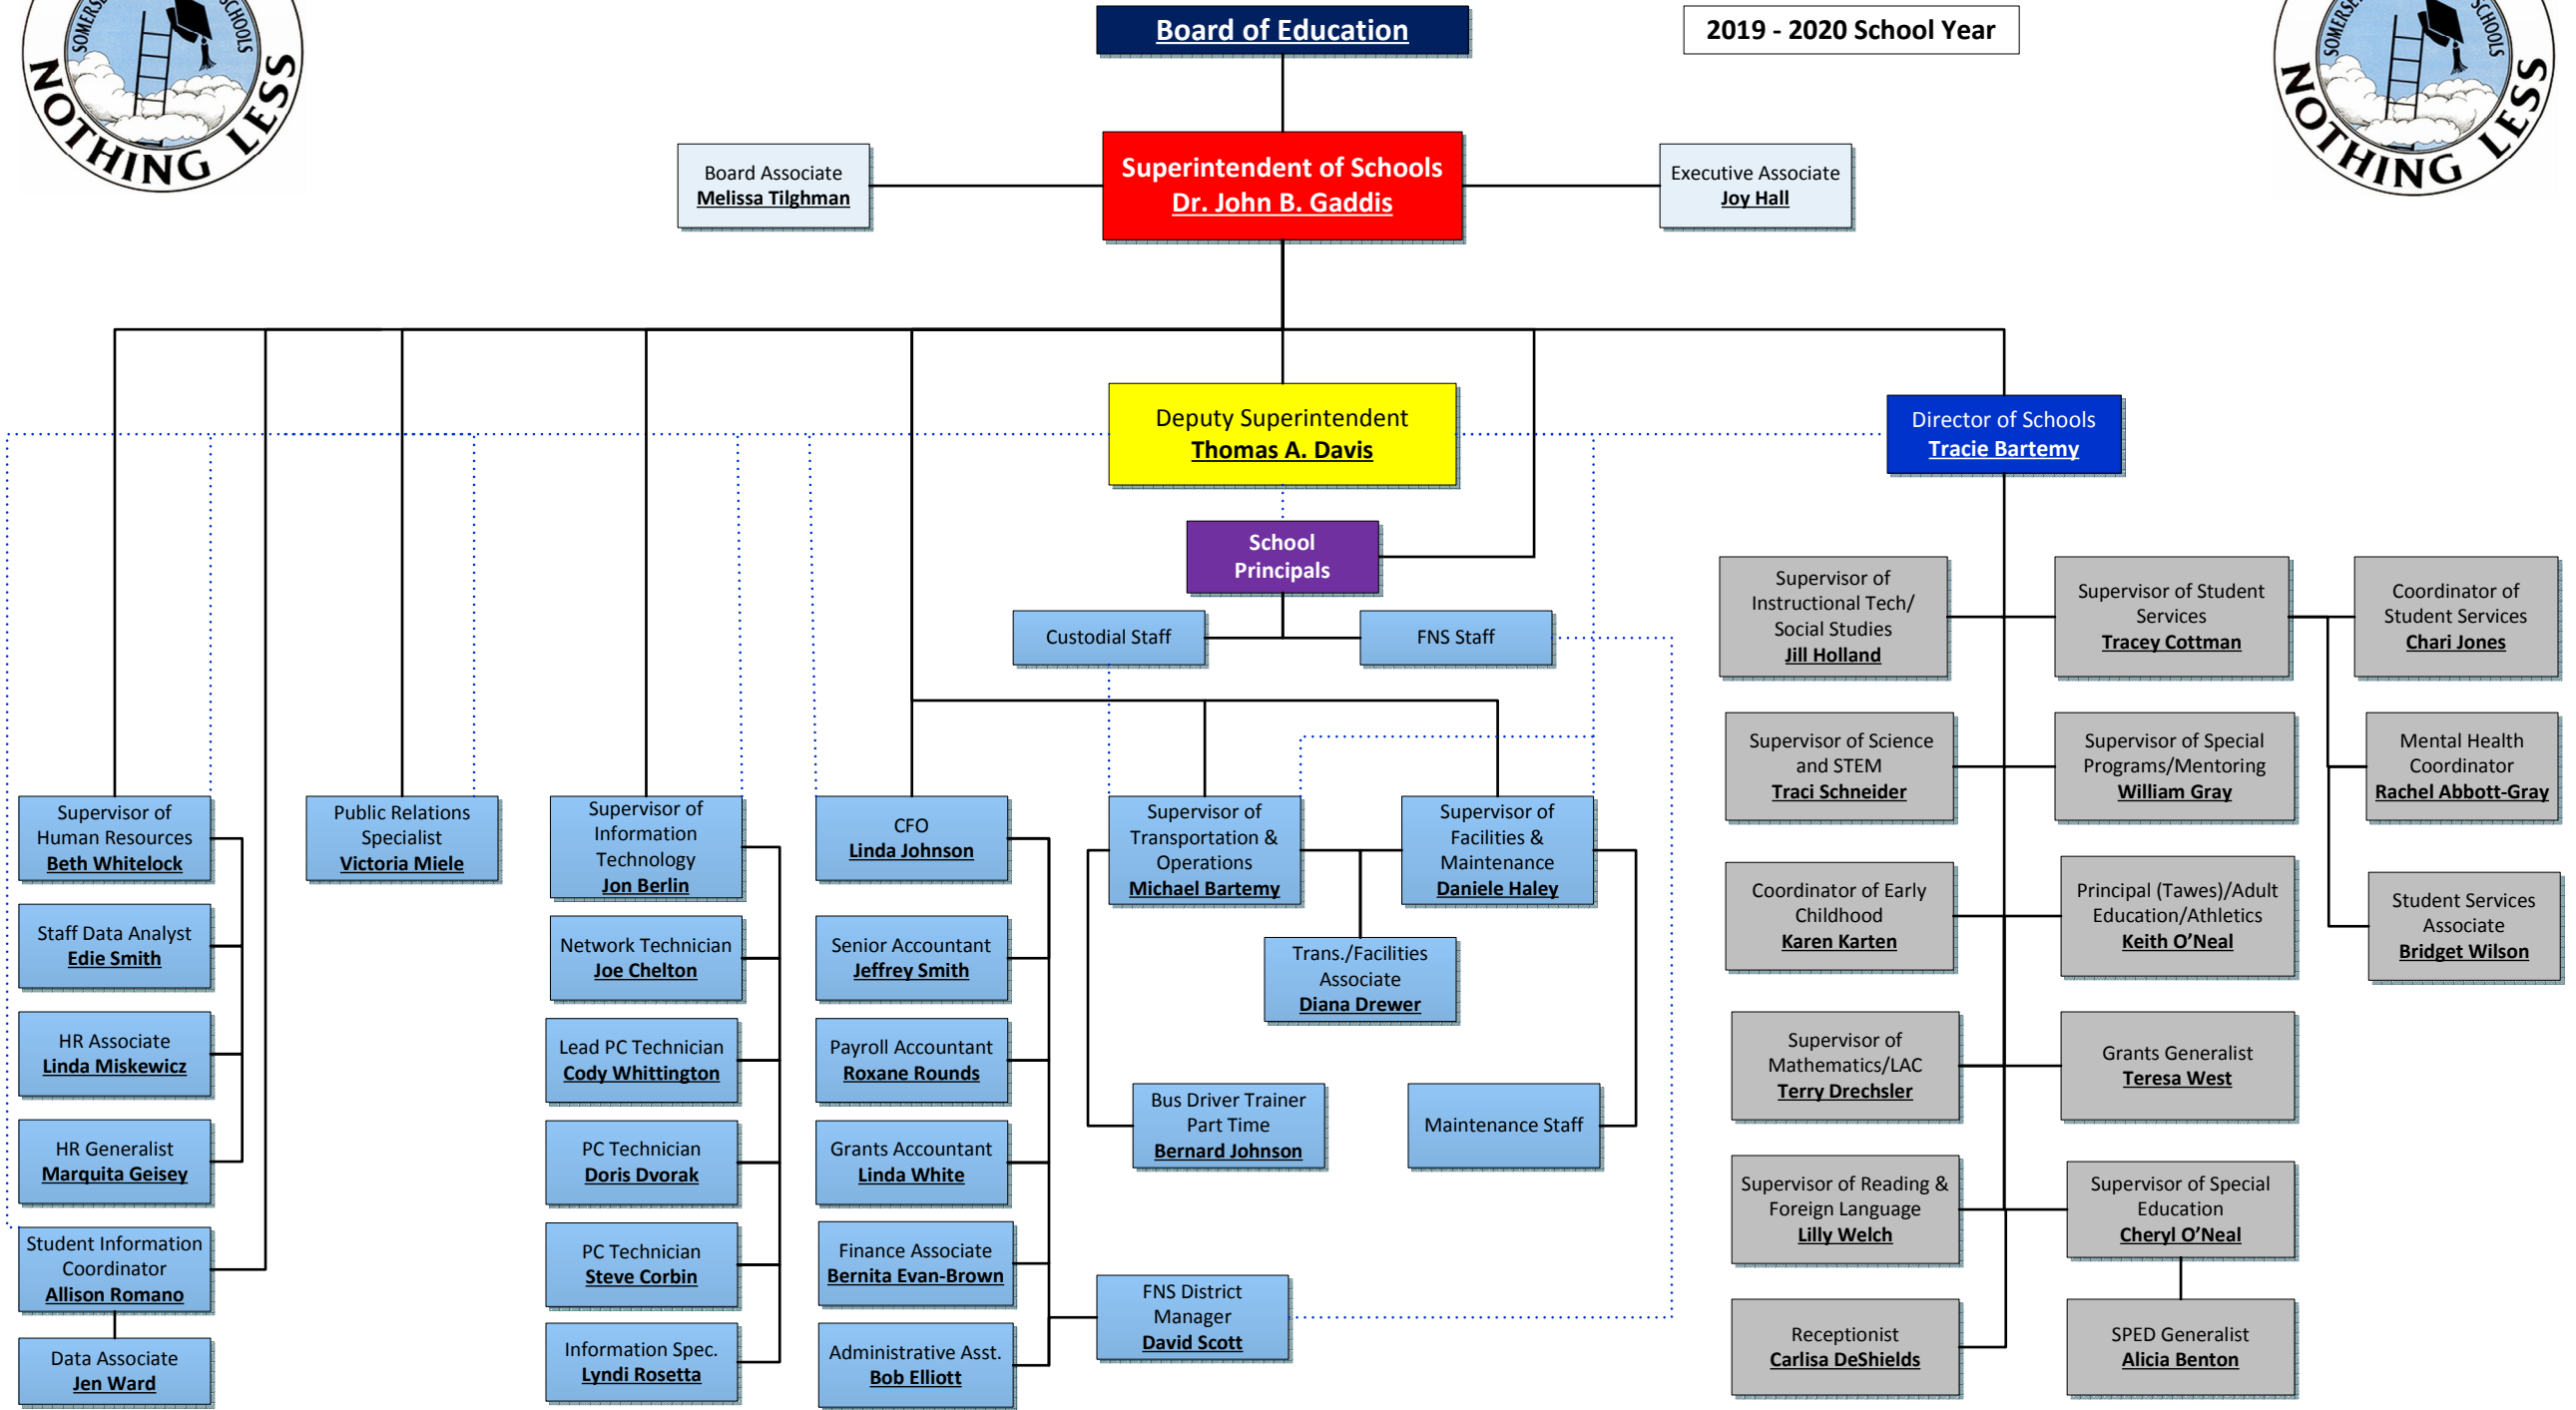 SOMERSE
SCHOOLS
NOTHING LESS
Board of Education
2019 - 2020 School Year
SOMERSE
SCHOOLS
NOTHING LESS
Board Associate
Melissa Tilghman
Superintendent of Schools
Dr. John B. Gaddis
Executive Associate
Joy Hall
Deputy Superintendent
Thomas A. Davis
Director of Schools
Tracie Bartemy
School
Principals
Custodial Staff
FNS Staff
Supervisor of
Instructional Tech/
Social Studies
Jill Holland
Supervisor of Student
Services
Tracey Cottman
Coordinator of
Student Services
Chari Jones
Supervisor of Science
and STEM
Traci Schneider
Supervisor of Special
Programs/Mentoring
William Gray
Mental Health
Coordinator
Rachel Abbott-Gray
Coordinator of Early
Childhood
Karen Karten
Principal (Tawes)/Adult
Education/Athletics
Keith O’Neal
Student Services
Associate
Bridget Wilson
Supervisor of
Mathematics/LAC
Terry Drechsler
Grants Generalist
Teresa West
Supervisor of Reading &
Foreign Language
Lilly Welch
Supervisor of Special
Education
Cheryl O’Neal
Receptionist
Carlisa DeShields
SPED Generalist
Alicia Benton
Supervisor of
Human Resources
Beth Whitelock
Staff Data Analyst
Edie Smith
HR Associate
Linda Miskewicz
HR Generalist
Marquita Geisey
Student Information
Coordinator
Allison Romano
Data Associate
Jen Ward
Public Relations
Specialist
Victoria Miele
Supervisor of
Information
Technology
Jon Berlin
Network Technician
Joe Chelton
Lead PC Technician
Cody Whittington
PC Technician
Doris Dvorak
PC Technician
Steve Corbin
Information Spec.
Lyndi Rosetta
CFO
Linda Johnson
Senior Accountant
Jeffrey Smith
Payroll Accountant
Roxane Rounds
Grants Accountant
Linda White
Finance Associate
Bernita Evan-Brown
Administrative Asst.
Bob Elliott
Supervisor of
Transportation &
Operations
Michael Bartemy
Supervisor of
Facilities &
Maintenance
Daniele Haley
Trans./Facilities
Associate
Diana Drewer
Bus Driver Trainer
Part Time
Bernard Johnson
Maintenance Staff
FNS District
Manager
David Scott